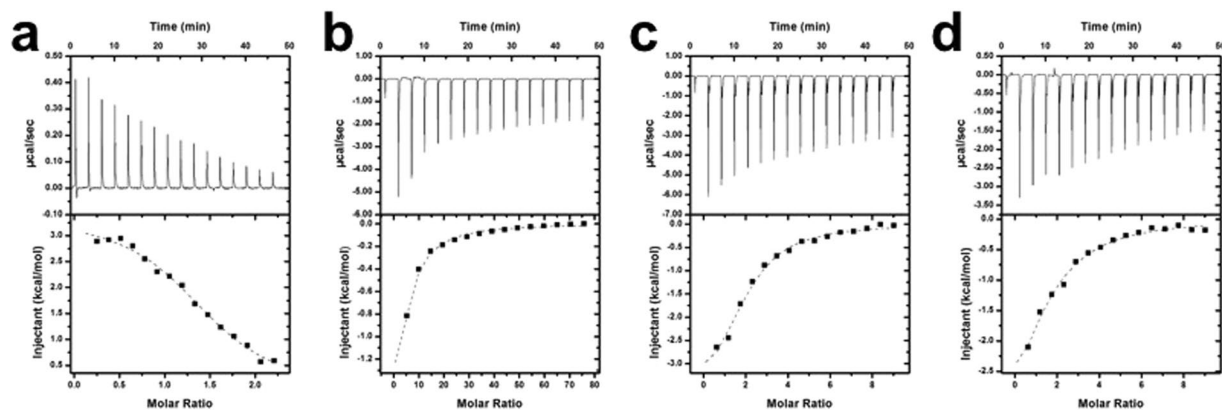 a
Time (min)
0 10 20 30 40 50
0.50
0.40
0.30
0.20
0.10
0.00
-0.10
µcal/sec
3.0
2.5
2.0
1.5
1.0
0.5
Injectant (kcal/mol)
0.0 0.5 1.0 1.5 2.0
Molar Ratio
b
Time (min)
0 10 20 30 40 50
0.00
-1.00
-2.00
-3.00
-4.00
-5.00
-6.00
µcal/sec
0.0
-0.2
-0.4
-0.6
-0.8
-1.0
-1.2
Injectant (kcal/mol)
0 10 20 30 40 50 60 70 80
Molar Ratio
c
Time (min)
0 10 20 30 40 50
0.00
-1.00
-2.00
-3.00
-4.00
-5.00
-6.00
-7.00
µcal/sec
0.0
-0.5
-1.0
-1.5
-2.0
-2.5
-3.0
Injectant (kcal/mol)
0 2 4 6 8
Molar Ratio
d
Time (min)
0 10 20 30 40 50
0.50
0.00
-0.50
-1.00
-1.50
-2.00
-2.50
-3.00
-3.50
µcal/sec
0.0
-0.5
-1.0
-1.5
-2.0
-2.5
Injectant (kcal/mol)
0 2 4 6 8
Molar Ratio